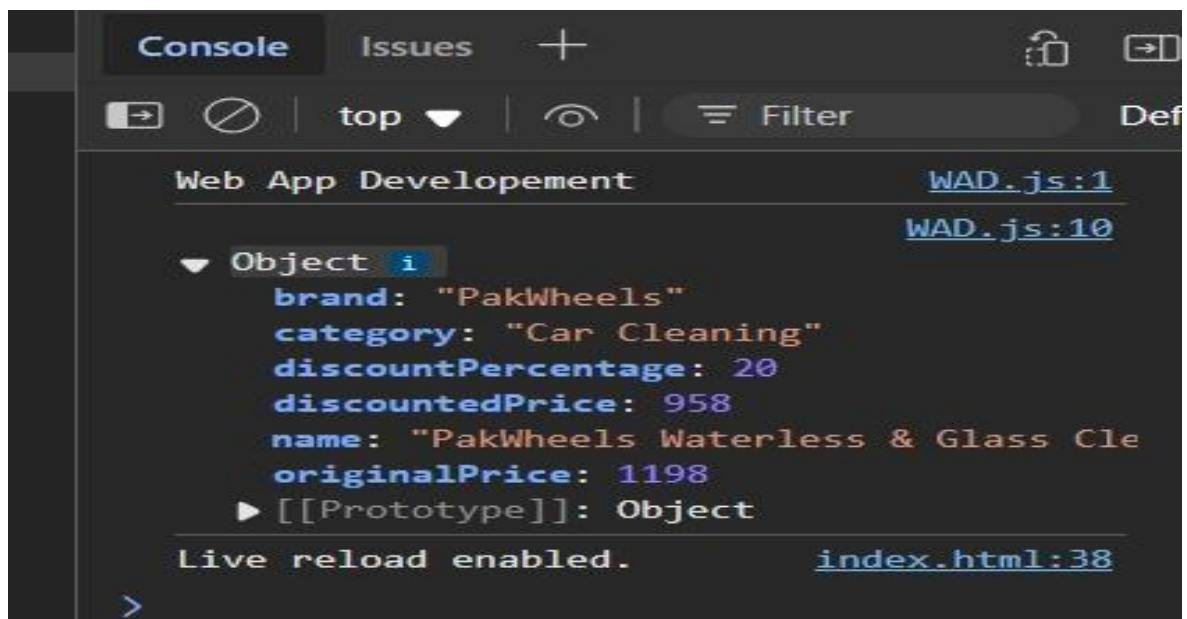 Console Issues
top Filter Def
Web App Developement WAD.js:1
WAD.js:10
Object i
brand: "PakWheels"
category: "Car Cleaning"
discountPercentage: 20
discountedPrice: 958
name: "PakWheels Waterless & Glass Cle
originalPrice: 1198
[[Prototype]]: Object
Live reload enabled. index.html:38
>